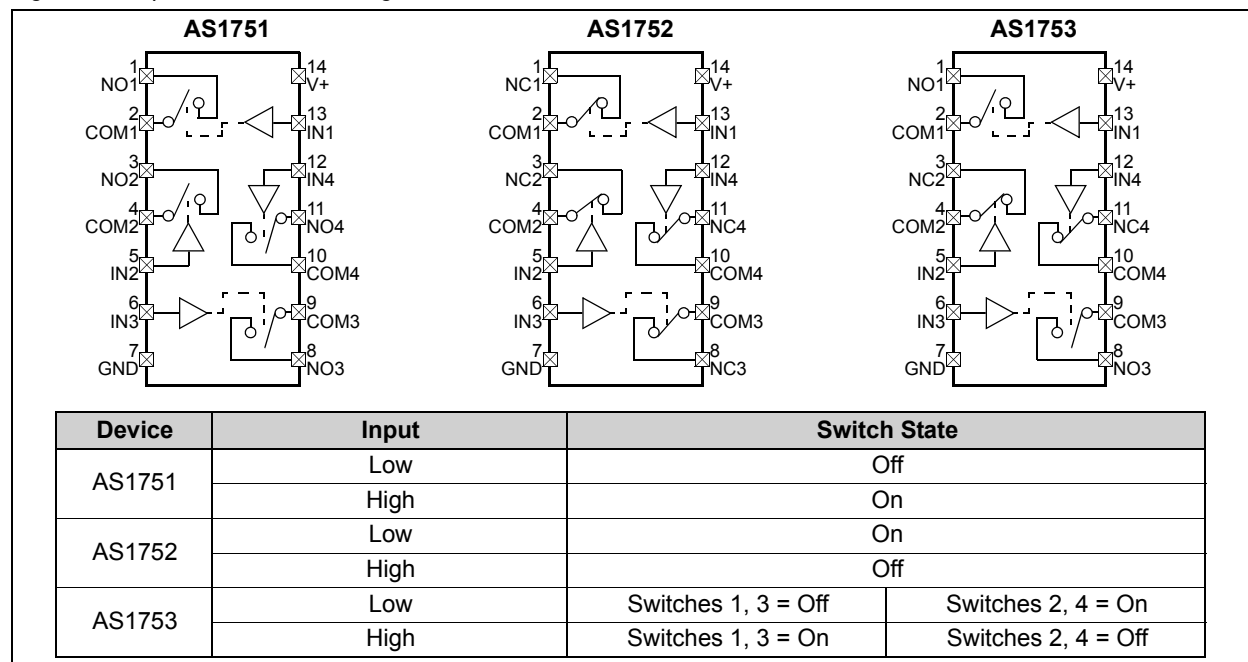 AS1751
1
NO1
2
COM1
3
NO2
4
COM2
5
IN2
6
IN3
7
GND
14
V+
13
IN1
12
IN4
11
NO4
10
COM4
9
COM3
8
NO3
AS1752
1
NC1
2
COM1
3
NC2
4
COM2
5
IN2
6
IN3
7
GND
14
V+
13
IN1
12
IN4
11
NC4
10
COM4
9
COM3
8
NC3
AS1753
1
NO1
2
COM1
3
NC2
4
COM2
5
IN2
6
IN3
7
GND
14
V+
13
IN1
12
IN4
11
NC4
10
COM4
9
COM3
8
NO3
Device Input Switch State
AS1751
Low Off
High On
AS1752
Low On
High Off
AS1753
Low Switches 1, 3 = Off Switches 2, 4 = On
High Switches 1, 3 = On Switches 2, 4 = Off